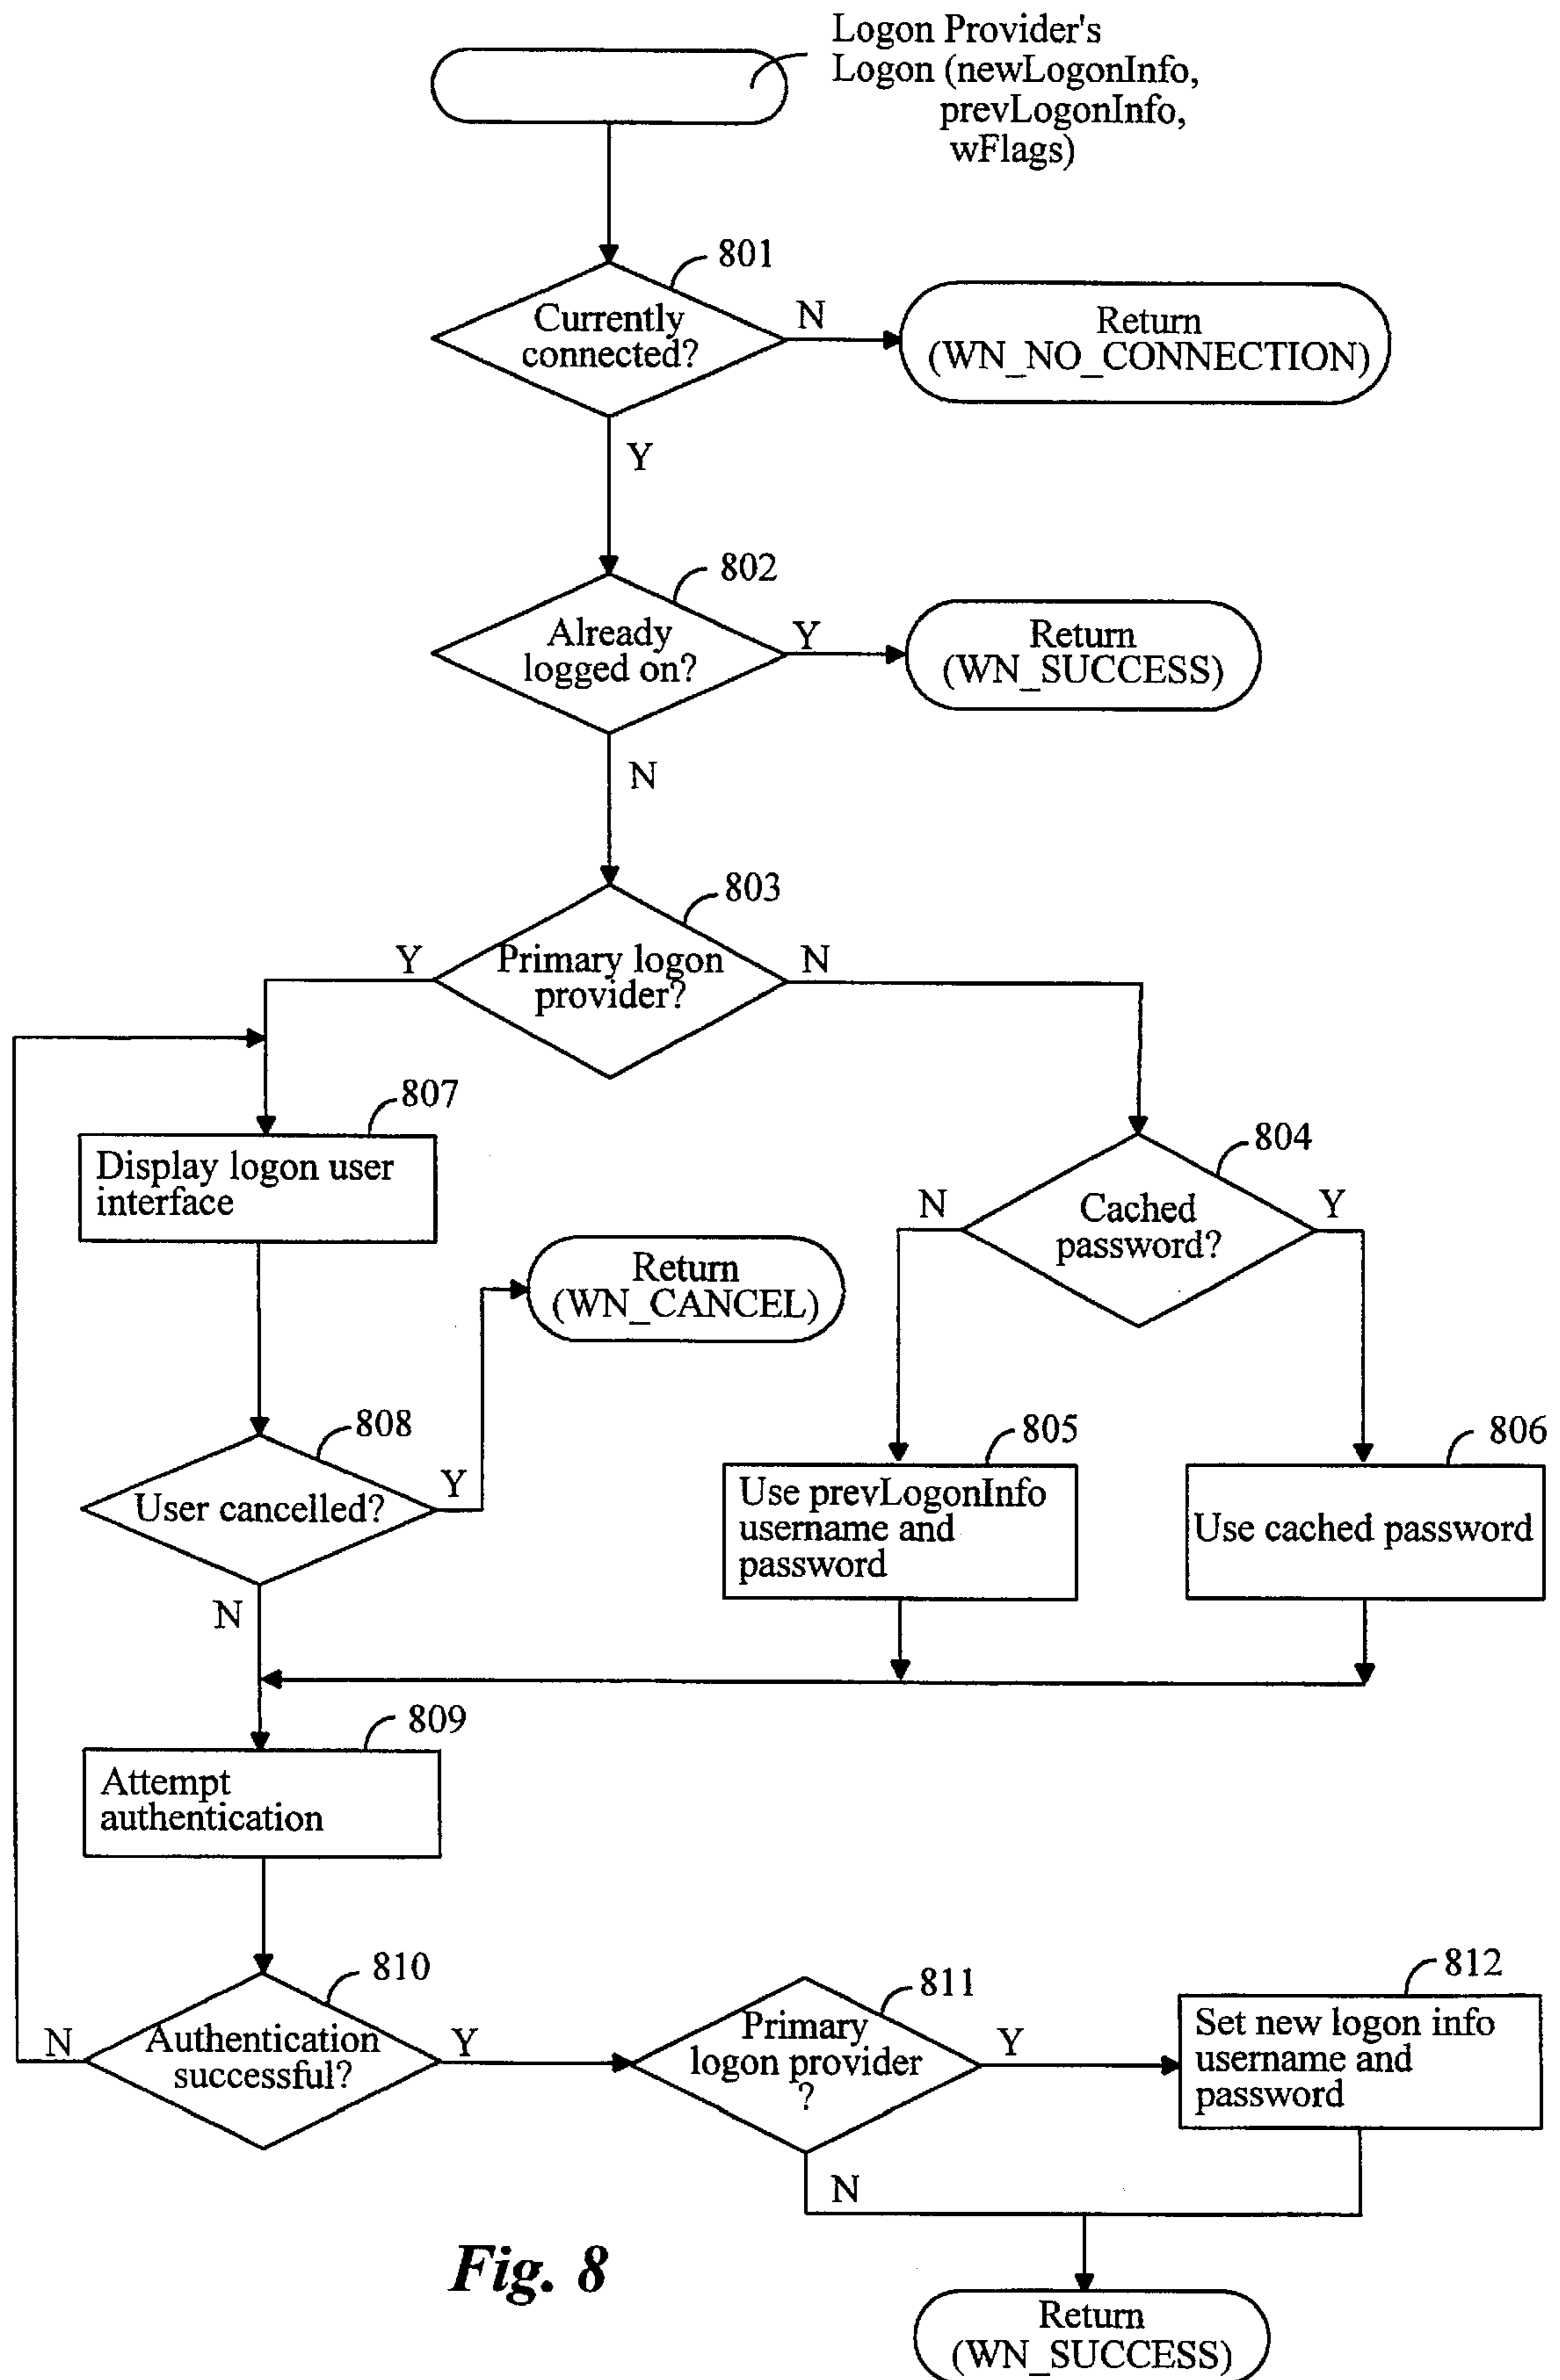 Logon Provider's
Logon (newLogonInfo,
prevLogonInfo,
wFlags)
801
Currently
connected?
N
Return
(WN_NO_CONNECTION)
Y
802
Already
logged on?
Y
Return
(WN_SUCCESS)
N
803
Y
Primary logon
provider?
N
807
Display logon user
interface
804
N
Cached
password?
Y
Return
(WN_CANCEL)
808
User cancelled?
Y
N
805
Use prevLogonInfo
username and
password
806
Use cached password
809
Attempt
authentication
810
N
Authentication
successful?
Y
811
Primary
logon provider
?
Y
812
Set new logon info
username and
password
N
Fig. 8
Return
(WN_SUCCESS)